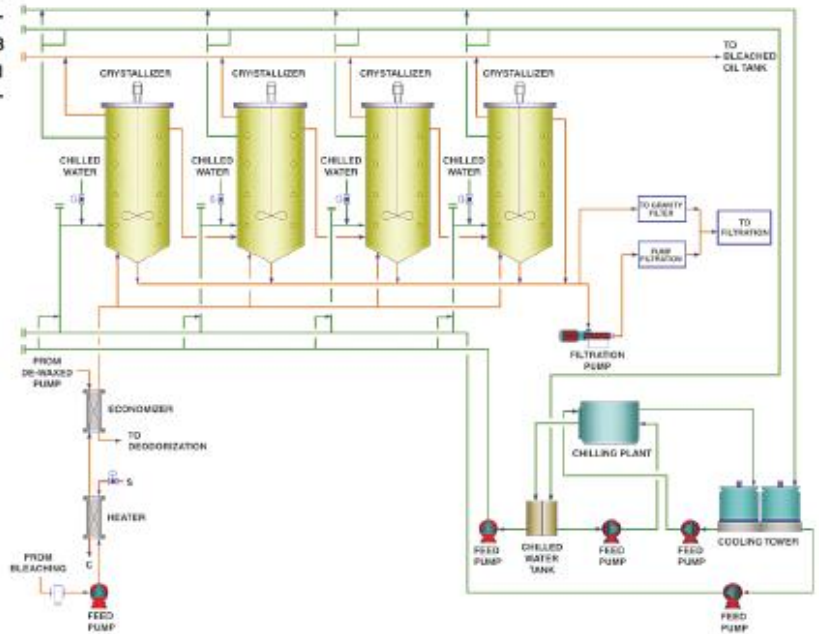 TO
BLEACHED
OIL TANK
CRYSTALLIZER
CRYSTALLIZER
CRYSTALLIZER
CRYSTALLIZER
CHILLED
WATER
CHILLED
WATER
CHILLED
WATER
CHILLED
WATER
TO GRAVITY
FILTER
TO
FILTRATION
PUMP
FILTRATION
FILTRATION
PUMP
FROM
DE-WAXED
PUMP
ECONOMIZER
TO
DEODORIZATION
S
HEATER
C
FROM
BLEACHING
FEED
PUMP
CHILLING PLANT
FEED
PUMP
CHILLED
WATER
TANK
FEED
PUMP
FEED
PUMP
COOLING TOWER
FEED
PUMP